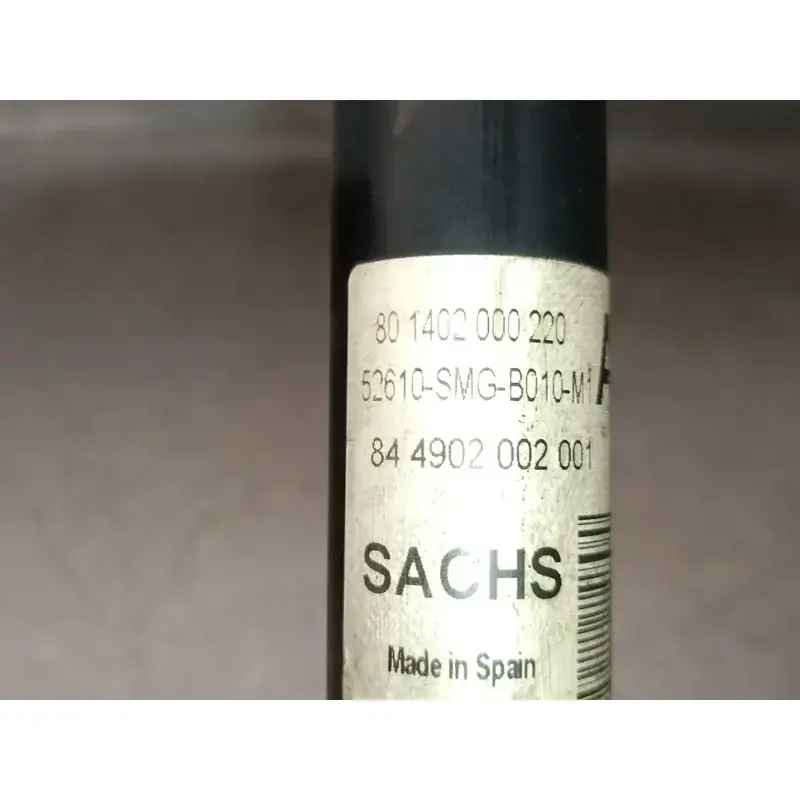 80 1402 000 220
52610-SMG-B010-M1
84 4902 002 001
SACHS
Made in Spain